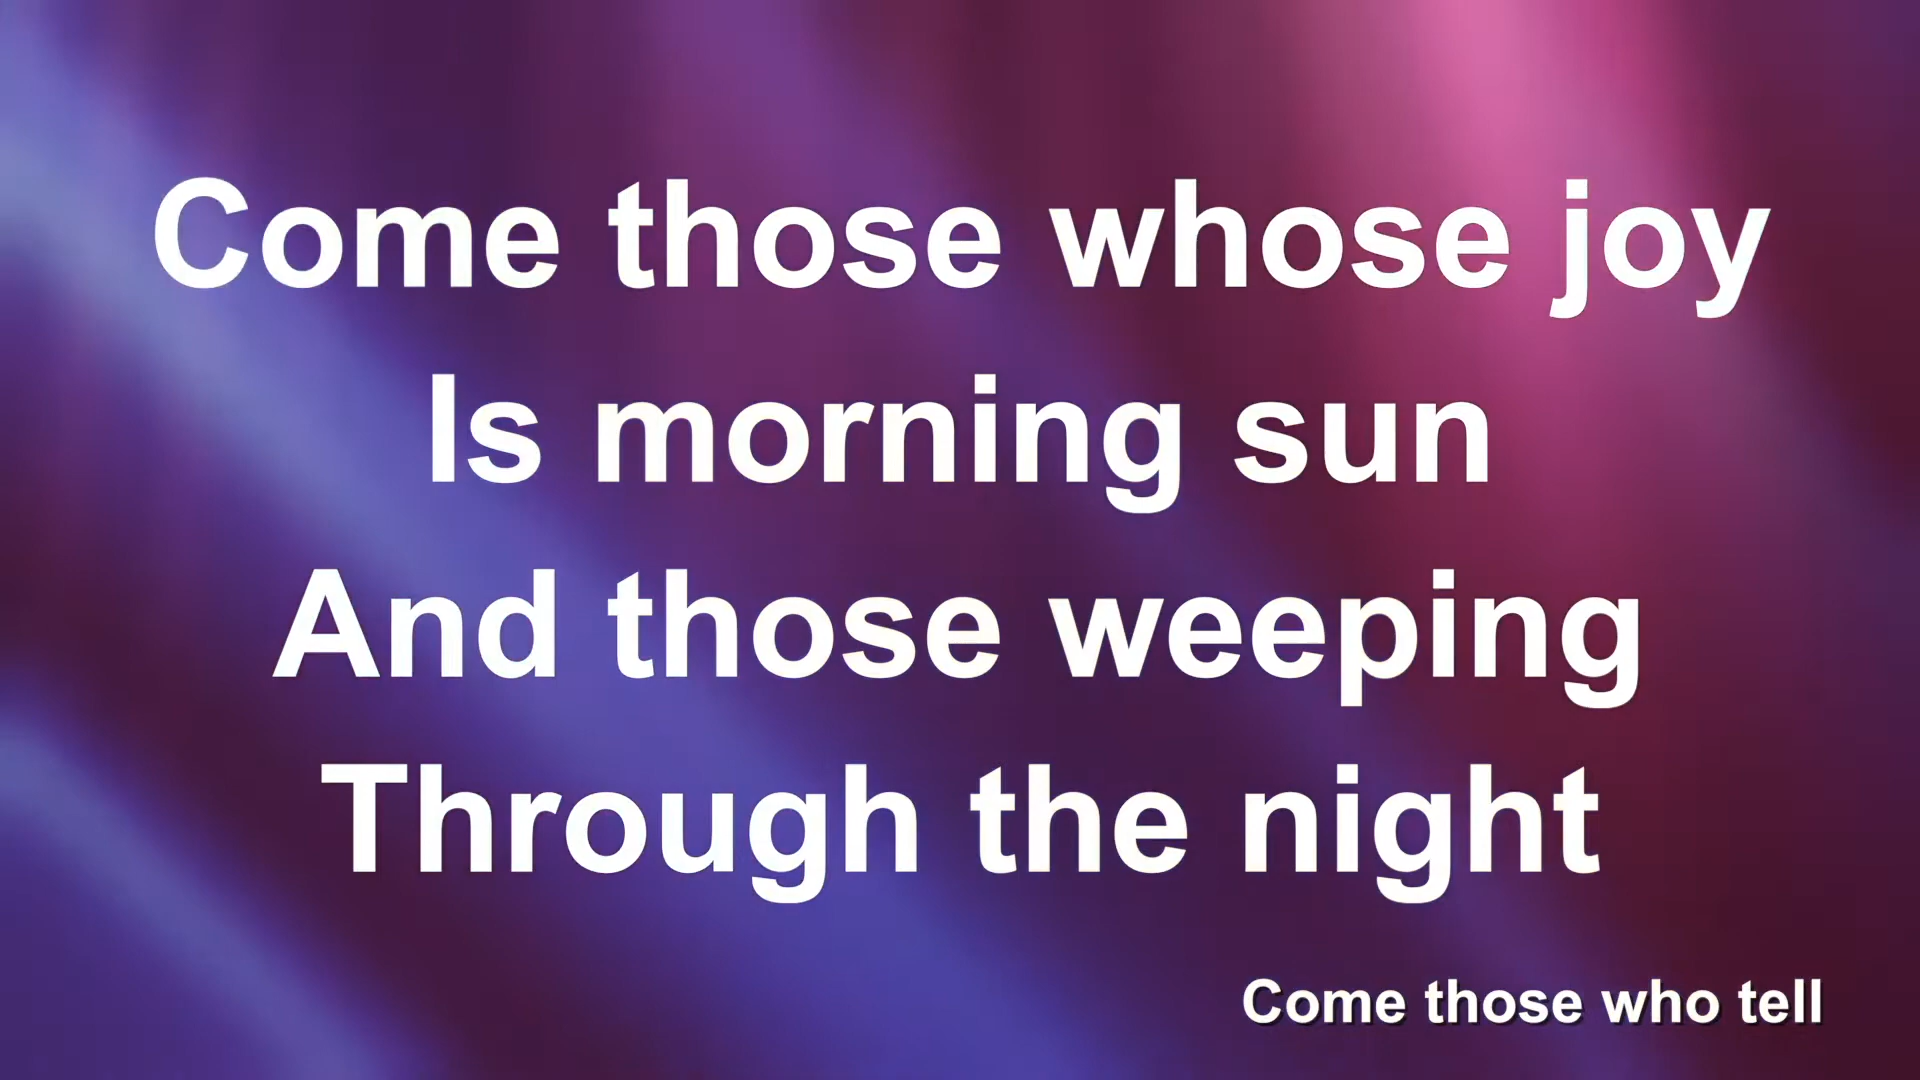 Come those whose joy
Is morning sun
And those weeping
Through the night
Come those who tell